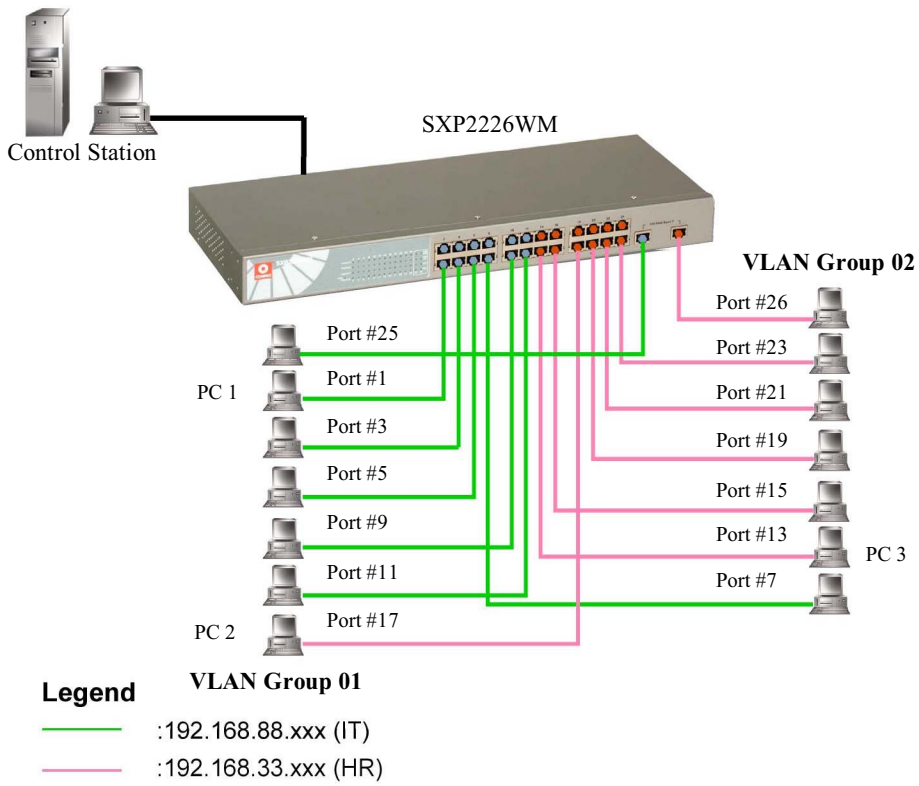 SXP2226WM
Control Station
VLAN Group 02
Port #26
Port #25
Port #23
PC 1
Port #1
Port #21
Port #3
Port #19
Port #5
Port #15
Port #9
Port #13
PC 3
Port #11
Port #7
Port #17
PC 2
VLAN Group 01
Legend
:192.168.88.xxx (IT)
:192.168.33.xxx (HR)